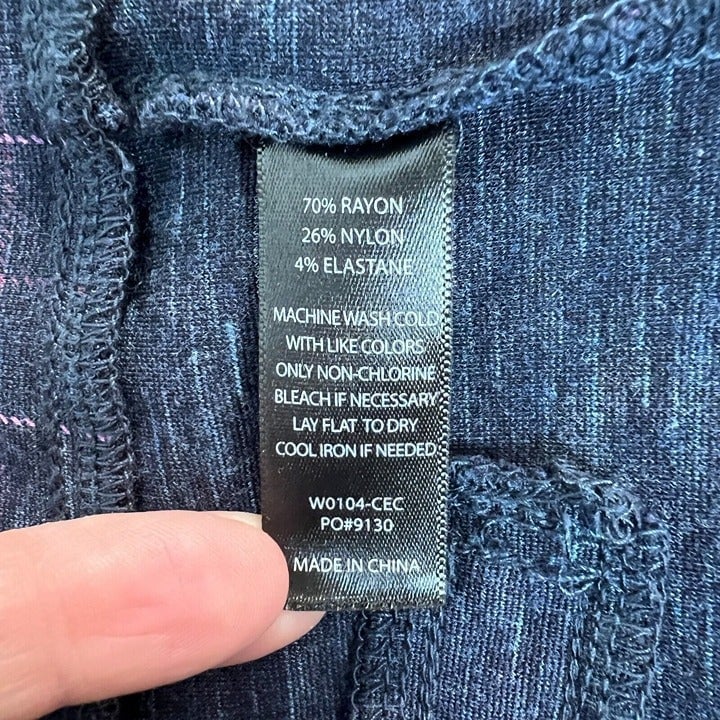 70% RAYON
26% NYLON
4% ELASTANE
MACHINE WASH COLD
WITH LIKE COLORS
ONLY NON-CHLORINE
BLEACH IF NECESSARY
LAY FLAT TO DRY
COOL IRON IF NEEDED
W0104-CEC
PO#9130
MADE IN CHINA